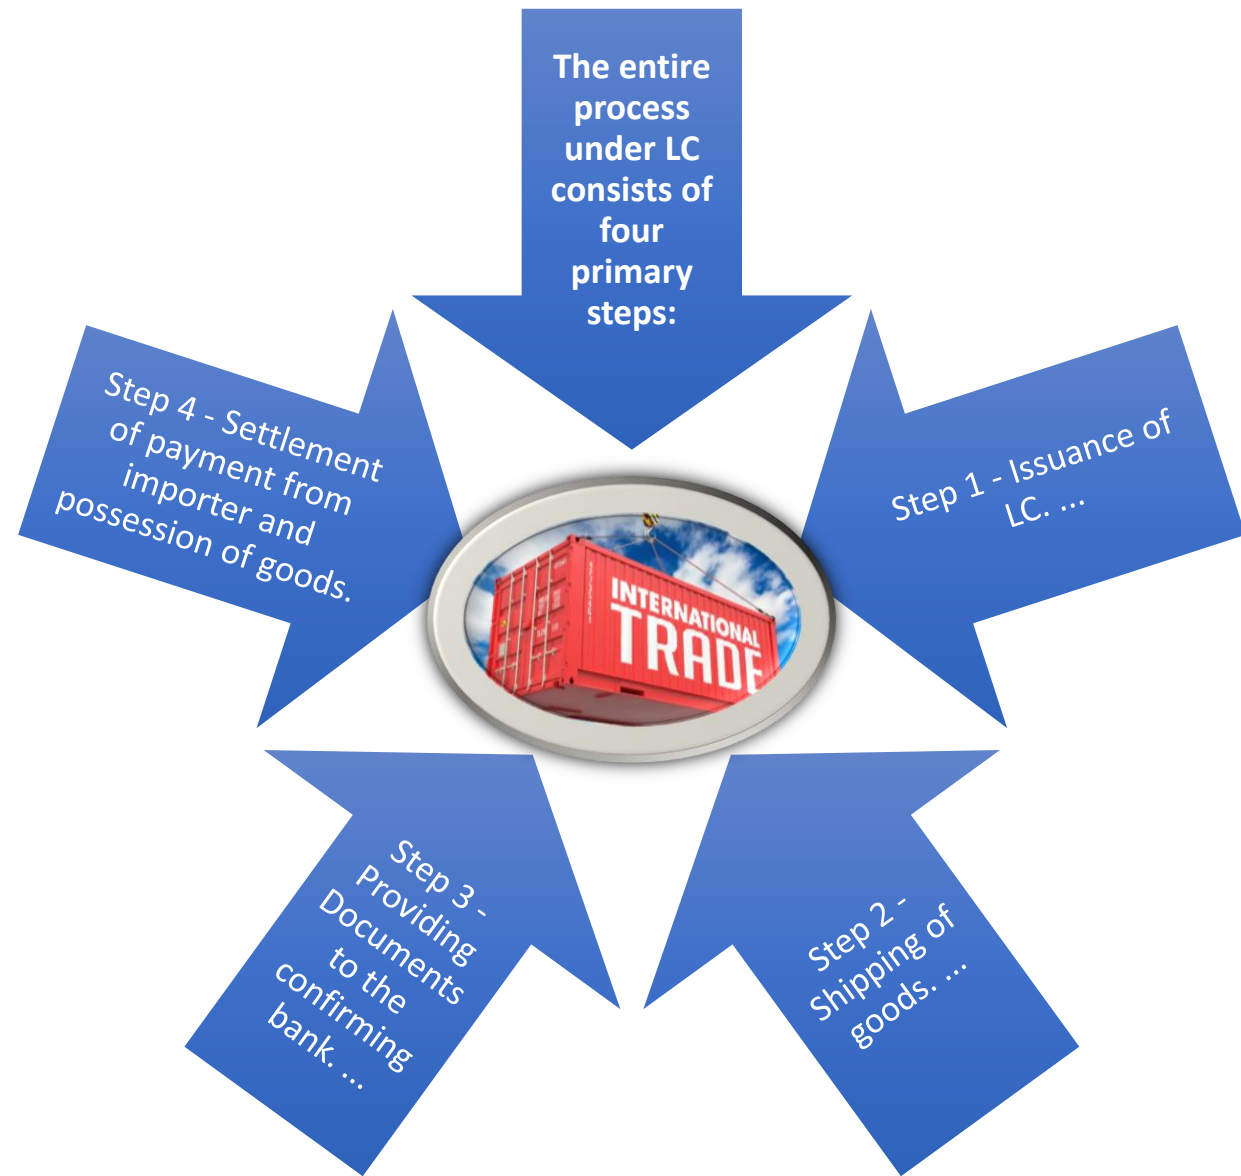 The entire
process
under LC
consists of
four
primary
steps:
Step 1 - Issuance of
LC. ...
Step 2 -
Shipping of
goods. ...
Step 3 -
Providing
Documents
to the
confirming
bank. ...
Step 4 - Settlement
of payment from
importer and
possession of goods.
INTERNATIONAL
TRADE